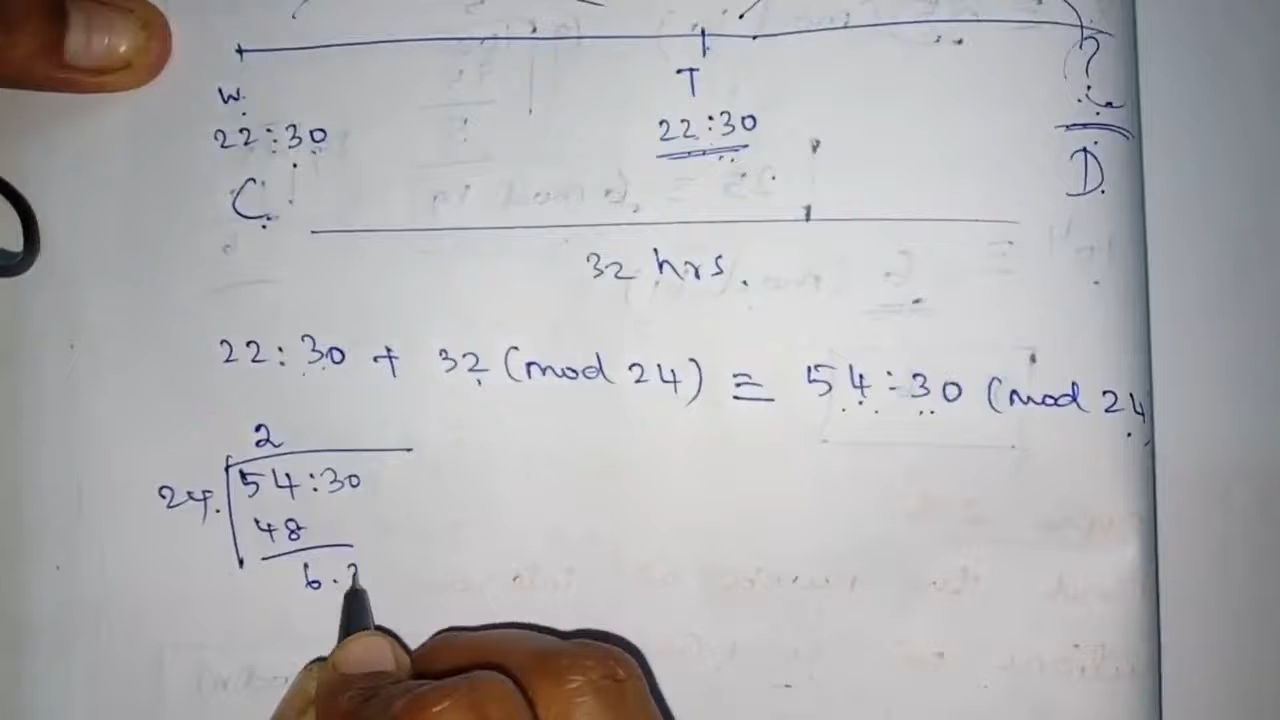 W. T ?
22:30 22:30
C D
32 hrs.
22:30 + 32 (mod 24) ≡ 54:30 (mod 24)
2
24. 54:30
48
6.3